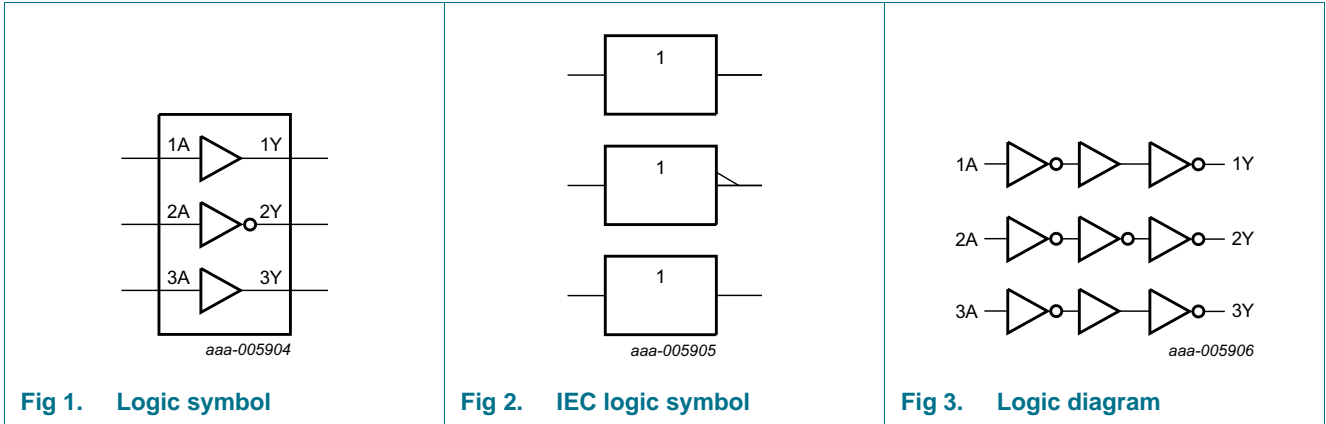 1A 1Y
2A 2Y
3A 3Y
aaa-005904
Fig 1. Logic symbol
1
1
1
aaa-005905
Fig 2. IEC logic symbol
1A 1Y
2A 2Y
3A 3Y
aaa-005906
Fig 3. Logic diagram